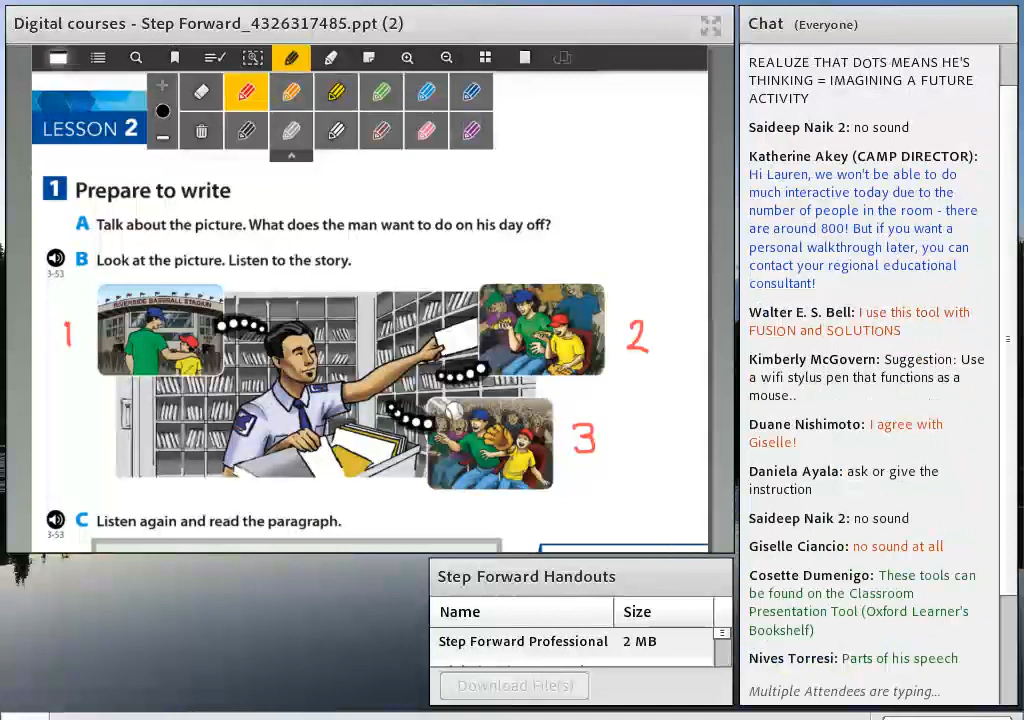 Digital courses - Step Forward_4326317485.ppt (2)
LESSON 2
1 Prepare to write
A Talk about the picture. What does the man want to do on his day off?
3-53
B Look at the picture. Listen to the story.
RIVERSIDE BASEBALL STADIUM
1
2
3
3-53
C Listen again and read the paragraph.
Step Forward Handouts
Name Size
Step Forward Professional 2 MB
Download File(s)
Chat (Everyone)
REALUZE THAT DOTS MEANS HE'S
THINKING = IMAGINING A FUTURE
ACTIVITY
Saideep Naik 2: no sound
Katherine Akey (CAMP DIRECTOR):
Hi Lauren, we won't be able to do
much interactive today due to the
number of people in the room - there
are around 800! But if you want a
personal walkthrough later, you can
contact your regional educational
consultant!
Walter E. S. Bell: I use this tool with
FUSION and SOLUTIONS
Kimberly McGovern: Suggestion: Use
a wifi stylus pen that functions as a
mouse..
Duane Nishimoto: I agree with
Giselle!
Daniela Ayala: ask or give the
instruction
Saideep Naik 2: no sound
Giselle Ciancio: no sound at all
Cosette Dumenigo: These tools can
be found on the Classroom
Presentation Tool (Oxford Learner's
Bookshelf)
Nives Torresi: Parts of his speech
Multiple Attendees are typing...